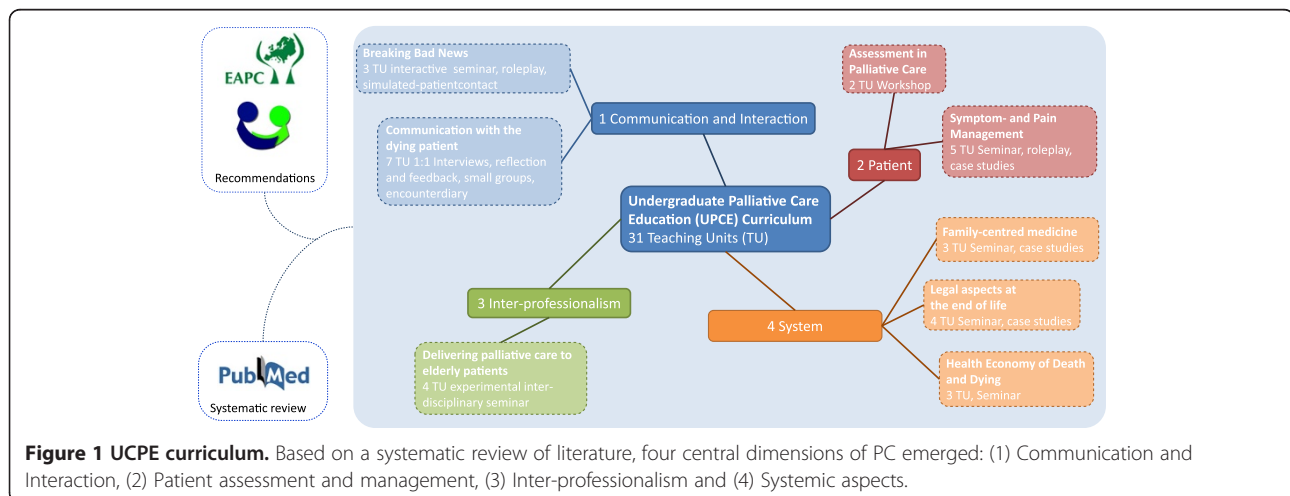 EAPC
Recommendations
PubMed
Systematic review
Breaking Bad News
3 TU interactive seminar, roleplay,
simulated-patientcontact
Communication with the
dying patient
7 TU 1:1 Interviews, reflection
and feedback, small groups,
encounterdiary
1 Communication and Interaction
Assessment in
Palliative Care
2 TU Workshop
Symptom- and Pain
Management
5 TU Seminar, roleplay,
case studies
2 Patient
Undergraduate Palliative Care
Education (UPCE) Curriculum
31 Teaching Units (TU)
3 Inter-professionalism
Delivering palliative care to
elderly patients
4 TU experimental inter-
disciplinary seminar
4 System
Family-centred medicine
3 TU Seminar, case studies
Legal aspects at
the end of life
4 TU Seminar, case studies
Health Economy of Death
and Dying
3 TU, Seminar
Figure 1 UCPE curriculum. Based on a systematic review of literature, four central dimensions of PC emerged: (1) Communication and
Interaction, (2) Patient assessment and management, (3) Inter-professionalism and (4) Systemic aspects.